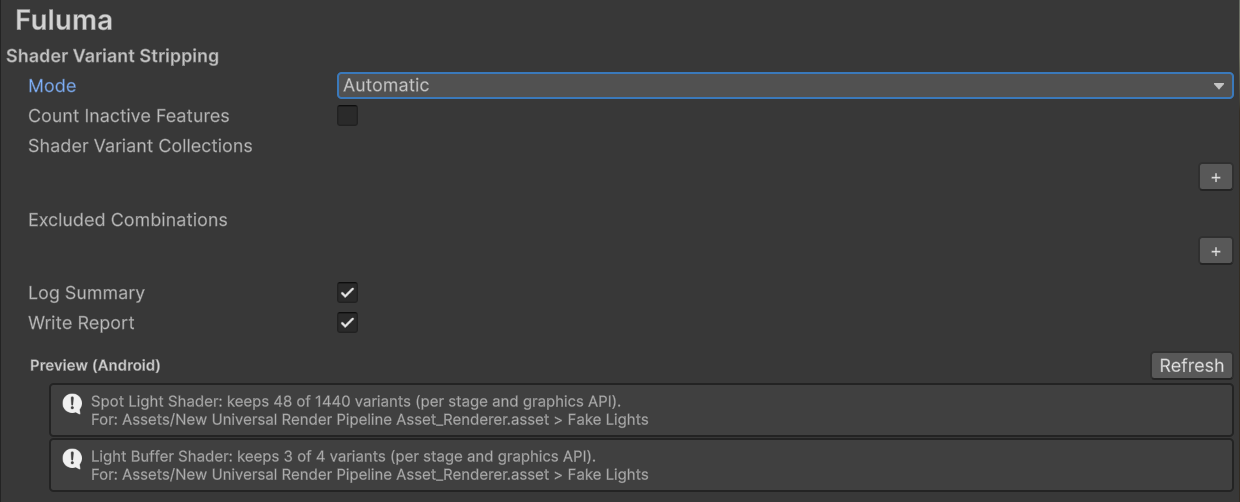 Fuluma
Shader Variant Stripping
Mode
Automatic
Count Inactive Features
Shader Variant Collections
+
Excluded Combinations
+
Log Summary
Write Report
Preview (Android)
Refresh
Spot Light Shader: keeps 48 of 1440 variants (per stage and graphics API).
For: Assets/New Universal Render Pipeline Asset_Renderer.asset > Fake Lights
Light Buffer Shader: keeps 3 of 4 variants (per stage and graphics API).
For: Assets/New Universal Render Pipeline Asset_Renderer.asset > Fake Lights